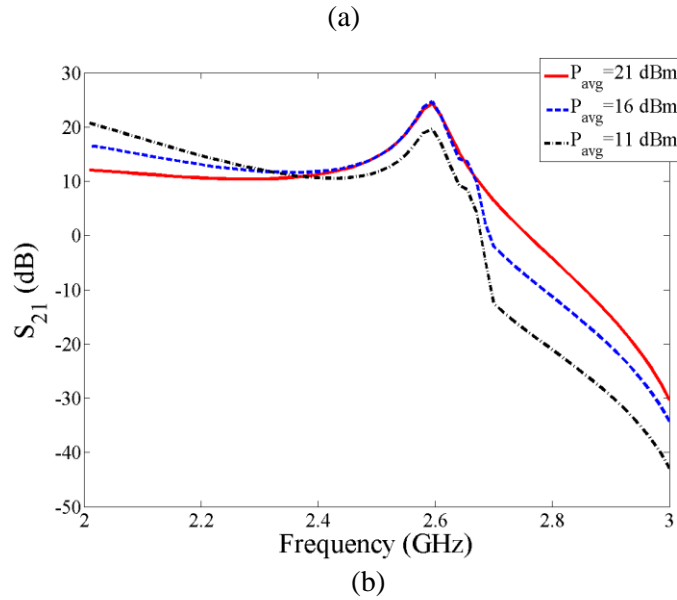 (a)
30
20
10
0
-10
-20
-30
-40
-50
S21 (dB)
2
2.2
2.4
2.6
2.8
3
Frequency (GHz)
Pavg=21 dBm
Pavg=16 dBm
Pavg=11 dBm
(b)